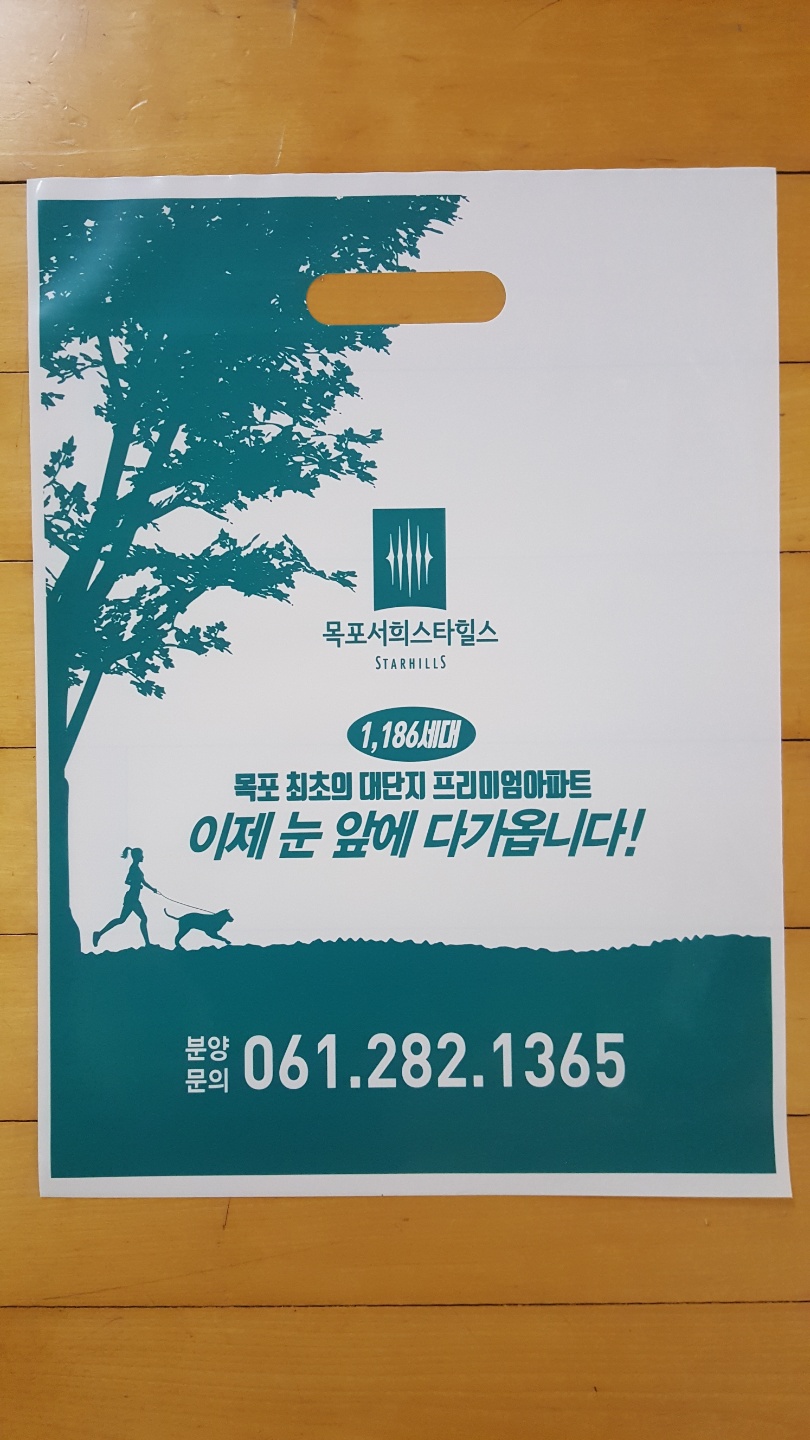 목포서희스타힐스
STARHILLS
1,186세대
목포 최초의 대단지 프리미엄아파트
이제 눈 앞에 다가옵니다!
분양
문의 061.282.1365